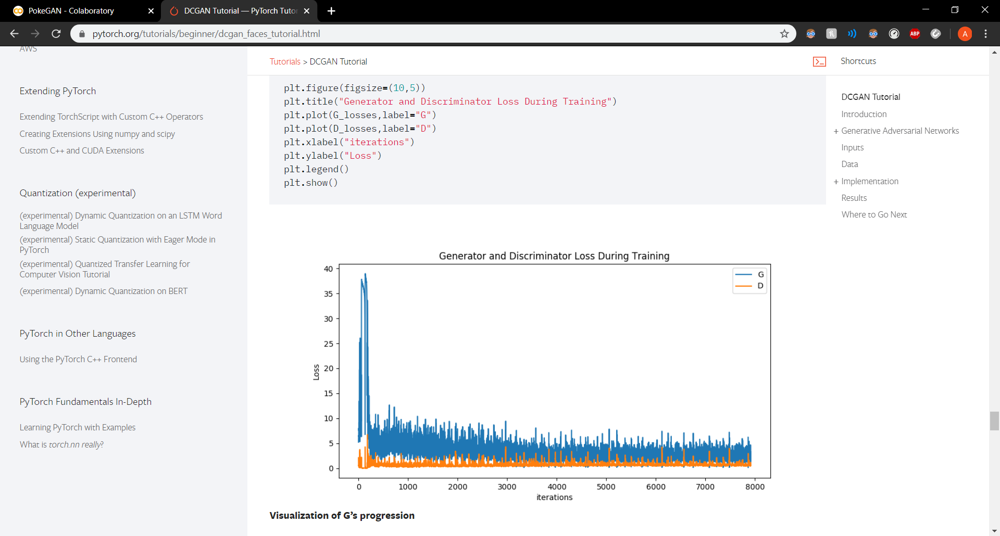 PokeGAN - Colaboratory
DCGAN Tutorial — PyTorch Tutor
pytorch.org/tutorials/beginner/dcgan_faces_tutorial.html
ABP
A
AWS
Extending PyTorch
Extending TorchScript with Custom C++ Operators
Creating Extensions Using numpy and scipy
Custom C++ and CUDA Extensions
Quantization (experimental)
(experimental) Dynamic Quantization on an LSTM Word
Language Model
(experimental) Static Quantization with Eager Mode in
PyTorch
(experimental) Quantized Transfer Learning for
Computer Vision Tutorial
(experimental) Dynamic Quantization on BERT
PyTorch in Other Languages
Using the PyTorch C++ Frontend
PyTorch Fundamentals In-Depth
Learning PyTorch with Examples
What is torch.nn really?
Tutorials > DCGAN Tutorial
plt.figure(figsize=(10,5))
plt.title("Generator and Discriminator Loss During Training")
plt.plot(G_losses,label="G")
plt.plot(D_losses,label="D")
plt.xlabel("iterations")
plt.ylabel("Loss")
plt.legend()
plt.show()
Generator and Discriminator Loss During Training
G
D
40
35
30
25
20
15
10
5
0
Loss
0 1000 2000 3000 4000 5000 6000 7000 8000
iterations
Visualization of G’s progression
Shortcuts
DCGAN Tutorial
Introduction
+ Generative Adversarial Networks
Inputs
Data
+ Implementation
Results
Where to Go Next